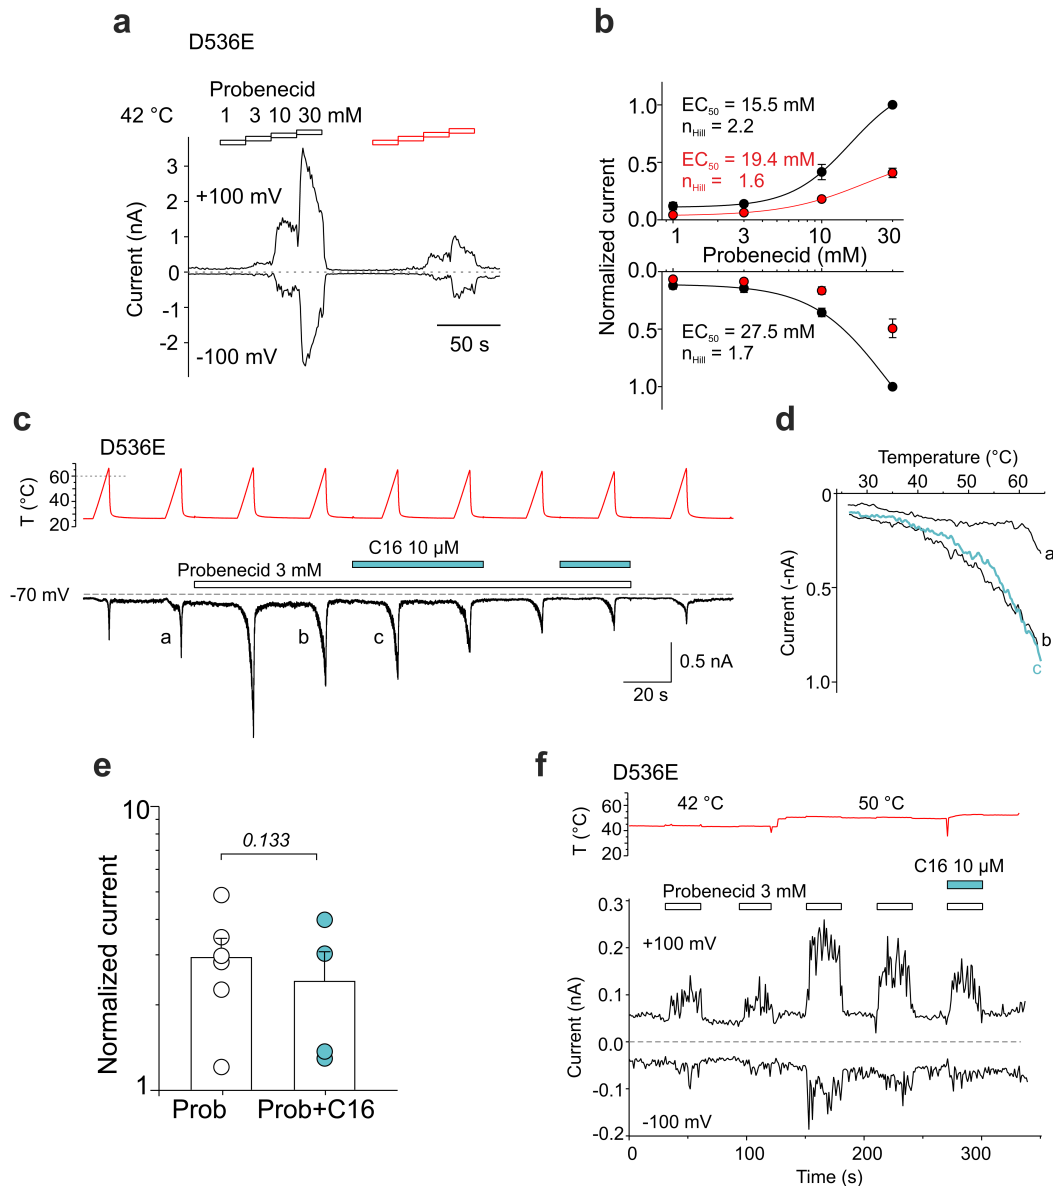 a
D536E
Probenecid
42 °C 1 3 10 30 mM
3
2
1
0
-1
-2
Current (nA)
+100 mV
-100 mV
50 s
b
1.0
0.5
0.0
EC50 = 15.5 mM
nHill = 2.2
EC50 = 19.4 mM
nHill = 1.6
1 3 10 30
Probenecid (mM)
Normalized current
0.0
0.5
1.0
EC50 = 27.5 mM
nHill = 1.7
c
D536E
T (°C)
60
40
20
C16 10 µM
Probenecid 3 mM
-70 mV
a
b
c
0.5 nA
20 s
d
Temperature (°C)
30 40 50 60
0
0.5
1.0
Current (-nA)
a
b
c
e
10
1
Normalized current
0.133
Prob Prob+C16
f
D536E
T (°C)
60
40
20
42 °C 50 °C
C16 10 µM
Probenecid 3 mM
0.3
0.2
0.1
0.0
-0.1
-0.2
Current (nA)
+100 mV
-100 mV
0 100 200 300
Time (s)